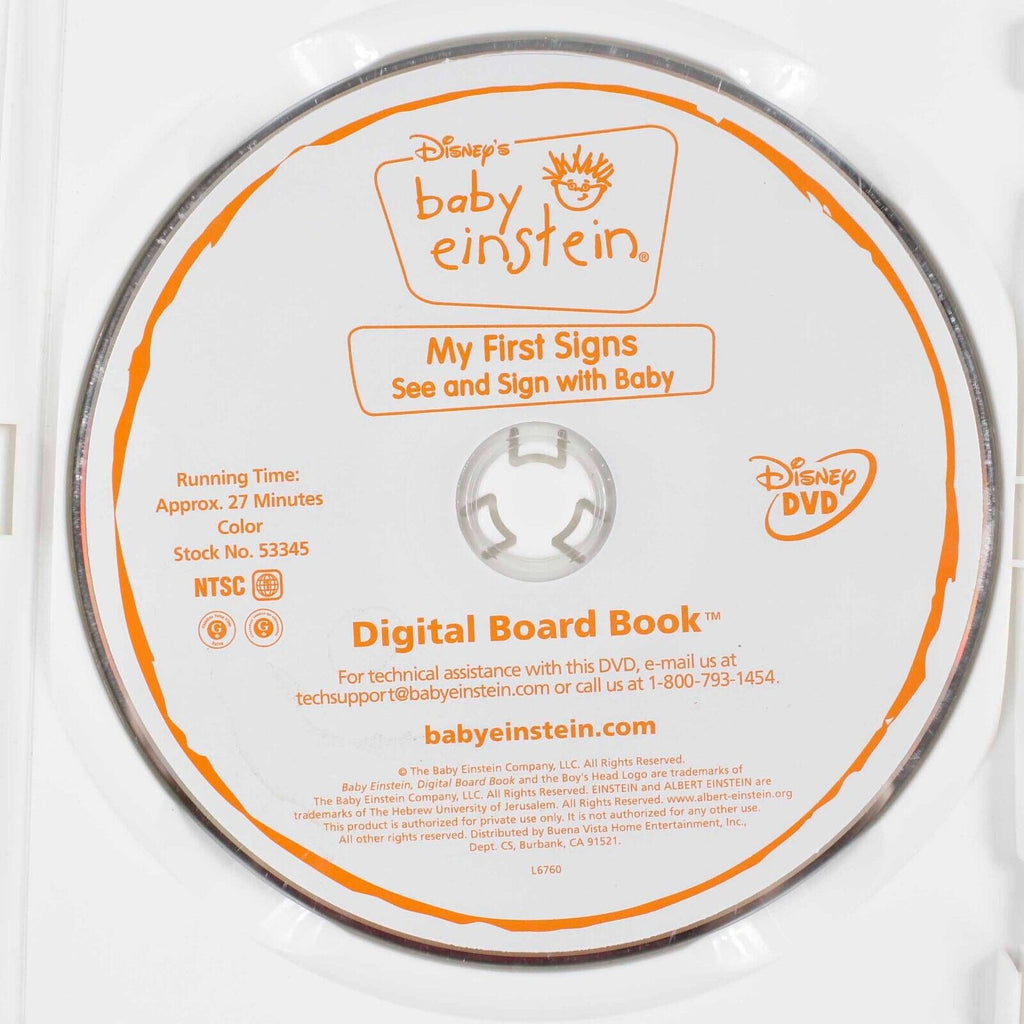 Disney's
baby
einstein®
My First Signs
See and Sign with Baby
Running Time:
Approx. 27 Minutes
Color
Stock No. 53345
NTSC
Disney
DVD
Digital Board Book™
For technical assistance with this DVD, e-mail us at
techsupport@babyeinstein.com or call us at 1-800-793-1454.
babyeinstein.com
© The Baby Einstein Company, LLC. All Rights Reserved.
Baby Einstein, Digital Board Book and the Boy's Head Logo are trademarks of
The Baby Einstein Company, LLC. All Rights Reserved. EINSTEIN and ALBERT EINSTEIN are
trademarks of The Hebrew University of Jerusalem. All Rights Reserved. www.albert-einstein.org
This product is authorized for private use only. It is not authorized for any other use.
All other rights reserved. Distributed by Buena Vista Home Entertainment, Inc.,
Dept. CS, Burbank, CA 91521.
L6760